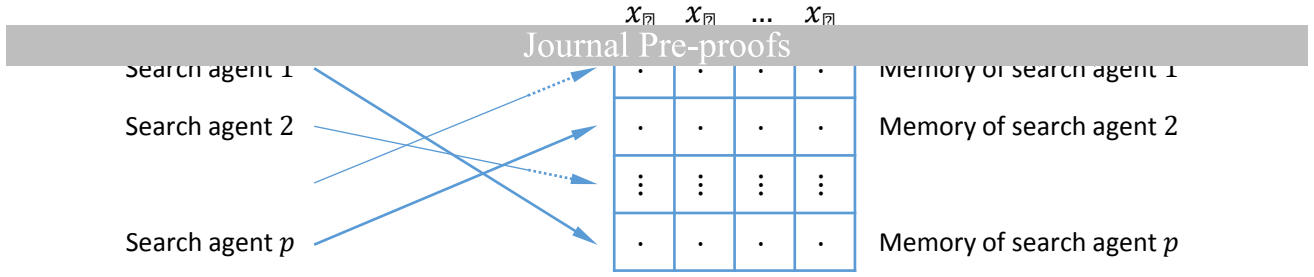 x x ... x
Journal Pre-proofs
Search agent 1 Memory of search agent 1
Search agent 2 Memory of search agent 2
Search agent p Memory of search agent p